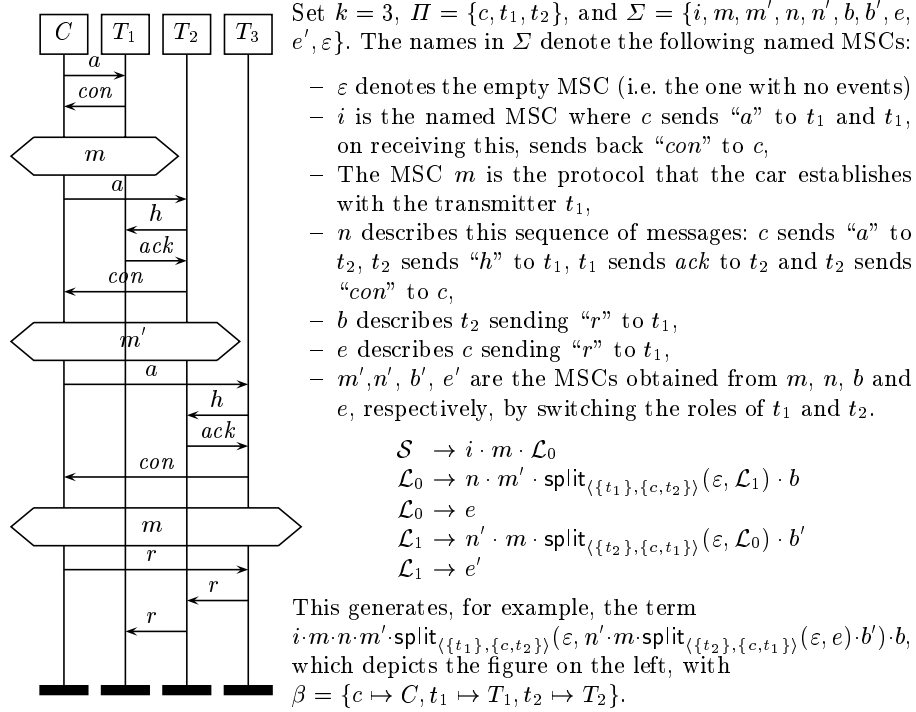 C T₁ T₂ T₃
a
con
m
a
h
ack
con
m′
a
h
ack
con
m
r
r
r
Set k = 3, Π = {c, t₁, t₂}, and Σ = {i, m, m′, n, n′, b, b′, e,
e′, ε}. The names in Σ denote the following named MSCs:
– ε denotes the empty MSC (i.e. the one with no events)
– i is the named MSC where c sends “a” to t₁ and t₁,
on receiving this, sends back “con” to c,
– The MSC m is the protocol that the car establishes
with the transmitter t₁,
– n describes this sequence of messages: c sends “a” to
t₂, t₂ sends “h” to t₁, t₁ sends ack to t₂ and t₂ sends
“con” to c,
– b describes t₂ sending “r” to t₁,
– e describes c sending “r” to t₁,
– m′,n′, b′, e′ are the MSCs obtained from m, n, b and
e, respectively, by switching the roles of t₁ and t₂.
𝒮 → i · m · ℒ₀
ℒ₀ → n · m′ · split⟨{t₁},{c,t₂}⟩(ε, ℒ₁) · b
ℒ₀ → e
ℒ₁ → n′ · m · split⟨{t₂},{c,t₁}⟩(ε, ℒ₀) · b′
ℒ₁ → e′
This generates, for example, the term
i·m·n·m′·split⟨{t₁},{c,t₂}⟩(ε, n′·m·split⟨{t₂},{c,t₁}⟩(ε, e)·b′)·b,
which depicts the figure on the left, with
β = {c ↦ C, t₁ ↦ T₁, t₂ ↦ T₂}.